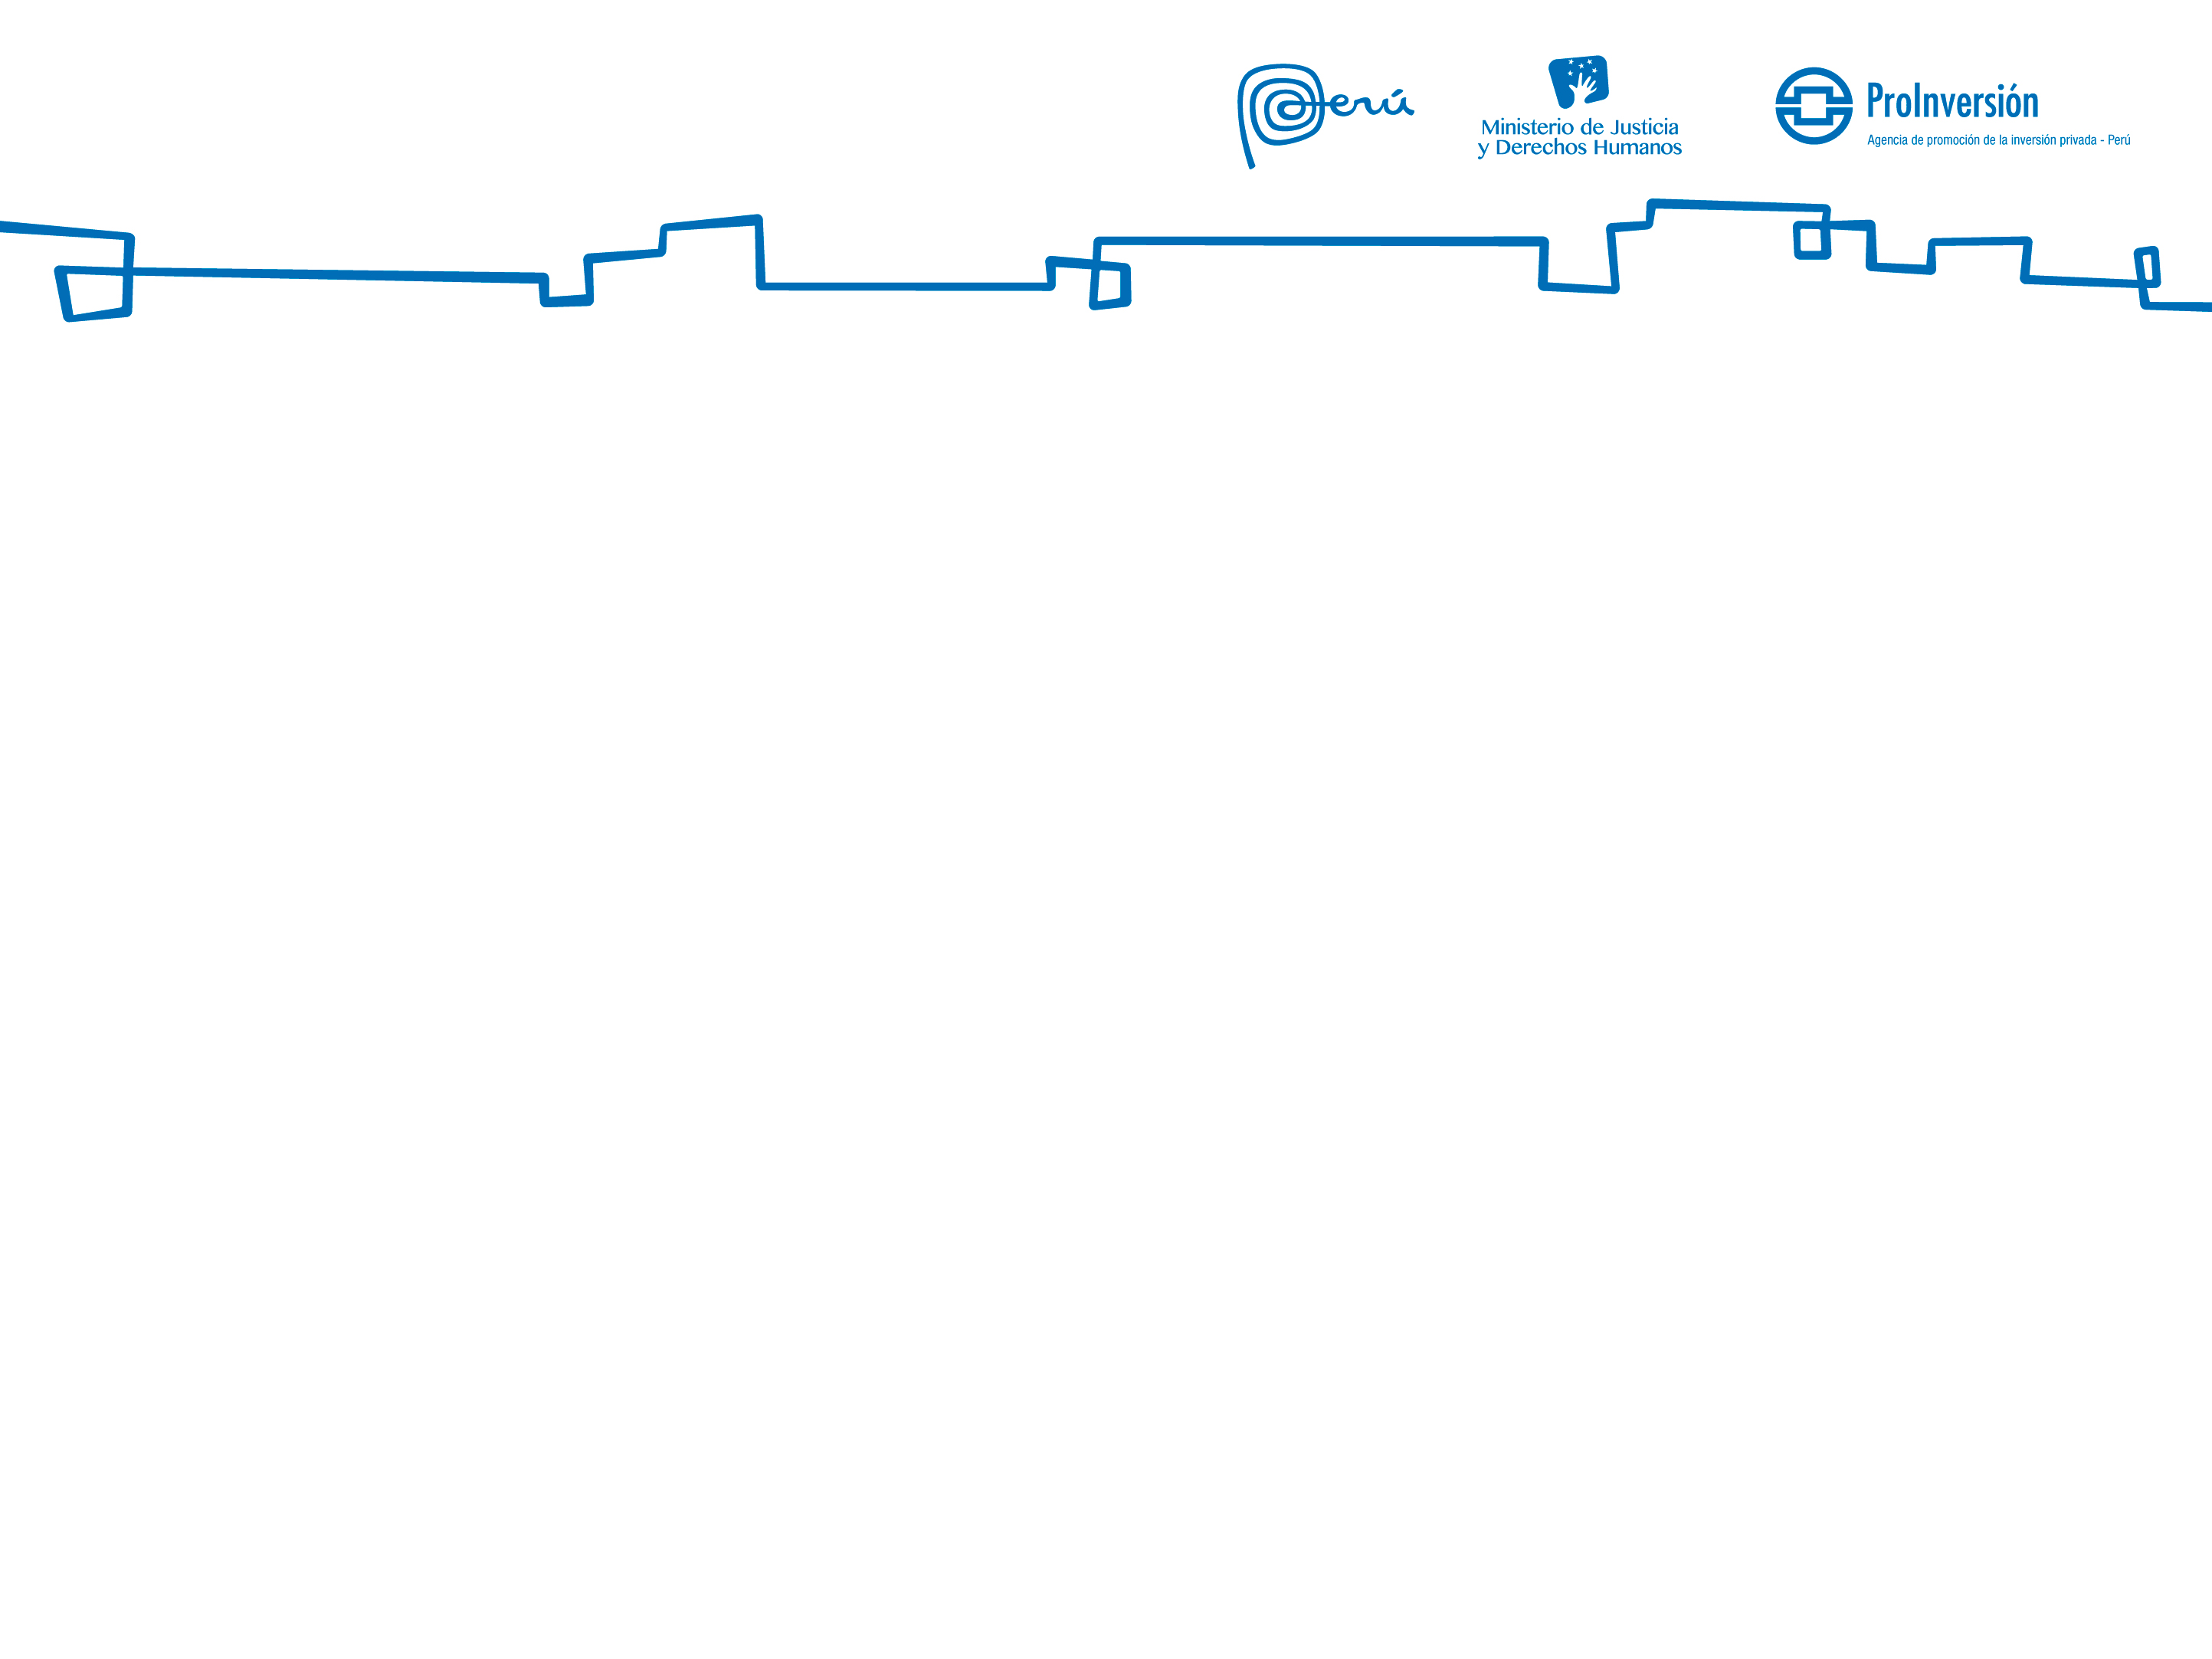 Perú
Ministerio de Justicia
y Derechos Humanos
ProInversión
Agencia de promoción de la inversión privada - Perú